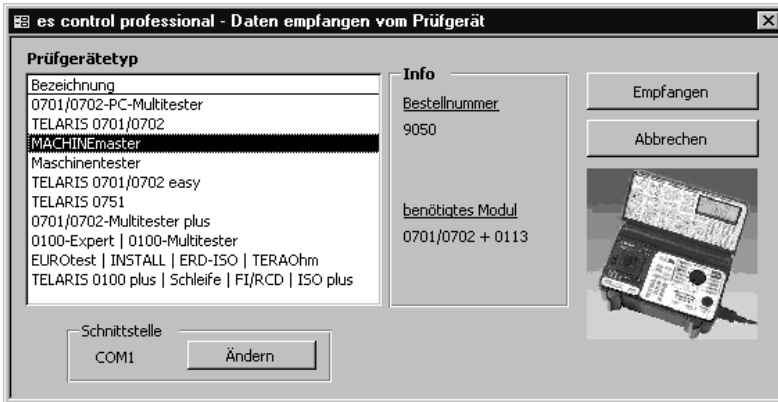 es control professional - Daten empfangen vom Prüfgerät
Prüfgerätetyp
Bezeichnung
0701/0702-PC-Multitester
TELARIS 0701/0702
MACHINEmaster
Maschinentester
TELARIS 0701/0702 easy
TELARIS 0751
0701/0702-Multitester plus
0100-Expert | 0100-Multitester
EUROtest | INSTALL | ERD-ISO | TERAOhm
TELARIS 0100 plus | Schleife | FI/RCD | ISO plus
Info
Bestellnummer
9050
benötigtes Modul
0701/0702 + 0113
Empfangen
Abbrechen
Schnittstelle
COM1
Ändern